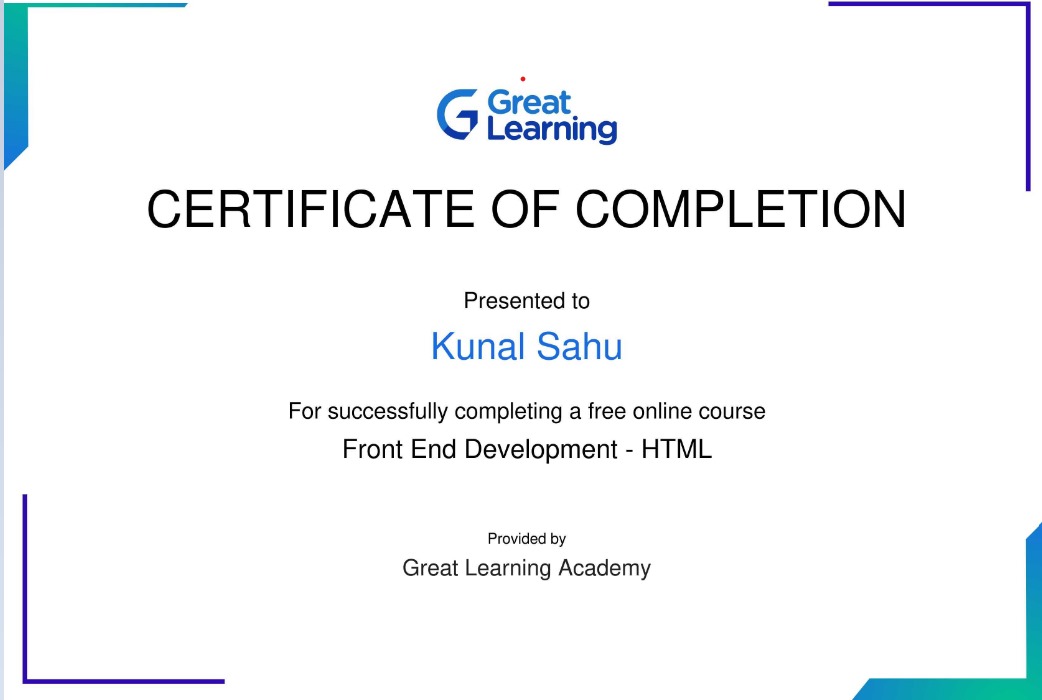 Great
Learning
CERTIFICATE OF COMPLETION
Presented to
Kunal Sahu
For successfully completing a free online course
Front End Development - HTML
Provided by
Great Learning Academy